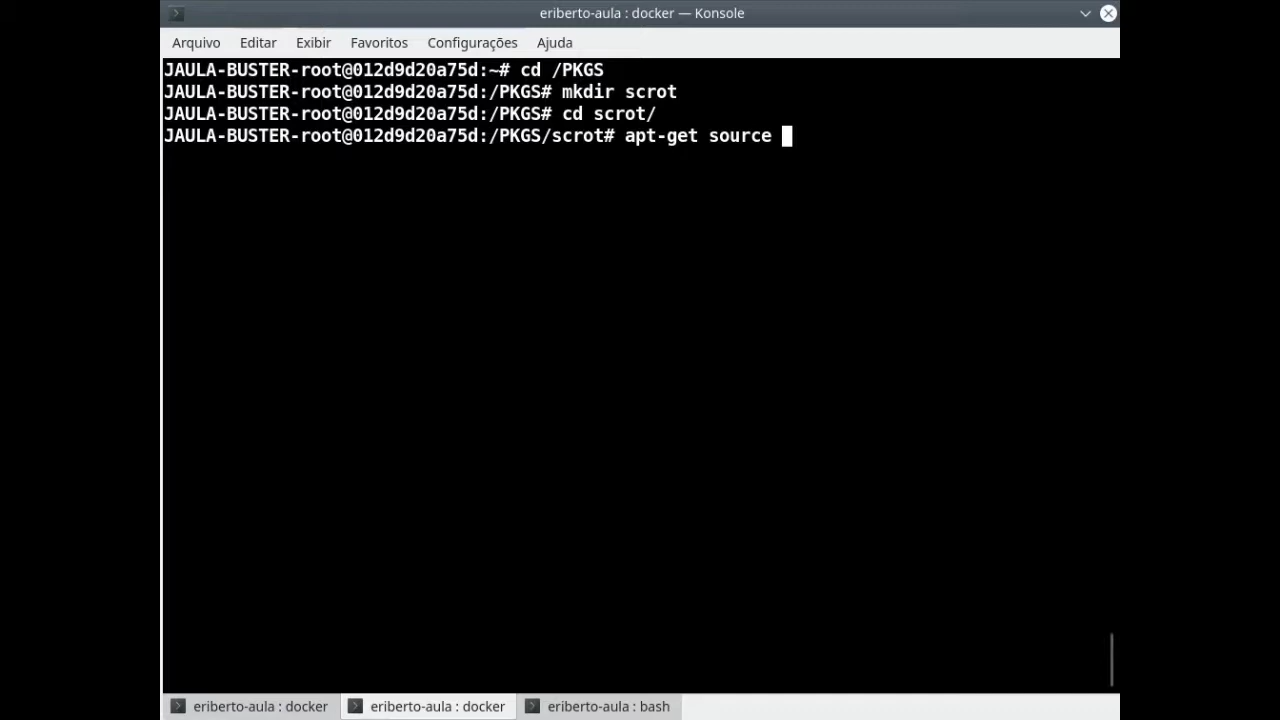 eriberto-aula : docker — Konsole
Arquivo Editar Exibir Favoritos Configurações Ajuda
JAULA-BUSTER-root@012d9d20a75d:~# cd /PKGS
JAULA-BUSTER-root@012d9d20a75d:/PKGS# mkdir scrot
JAULA-BUSTER-root@012d9d20a75d:/PKGS# cd scrot/
JAULA-BUSTER-root@012d9d20a75d:/PKGS/scrot# apt-get source
eriberto-aula : docker eriberto-aula : docker eriberto-aula : bash